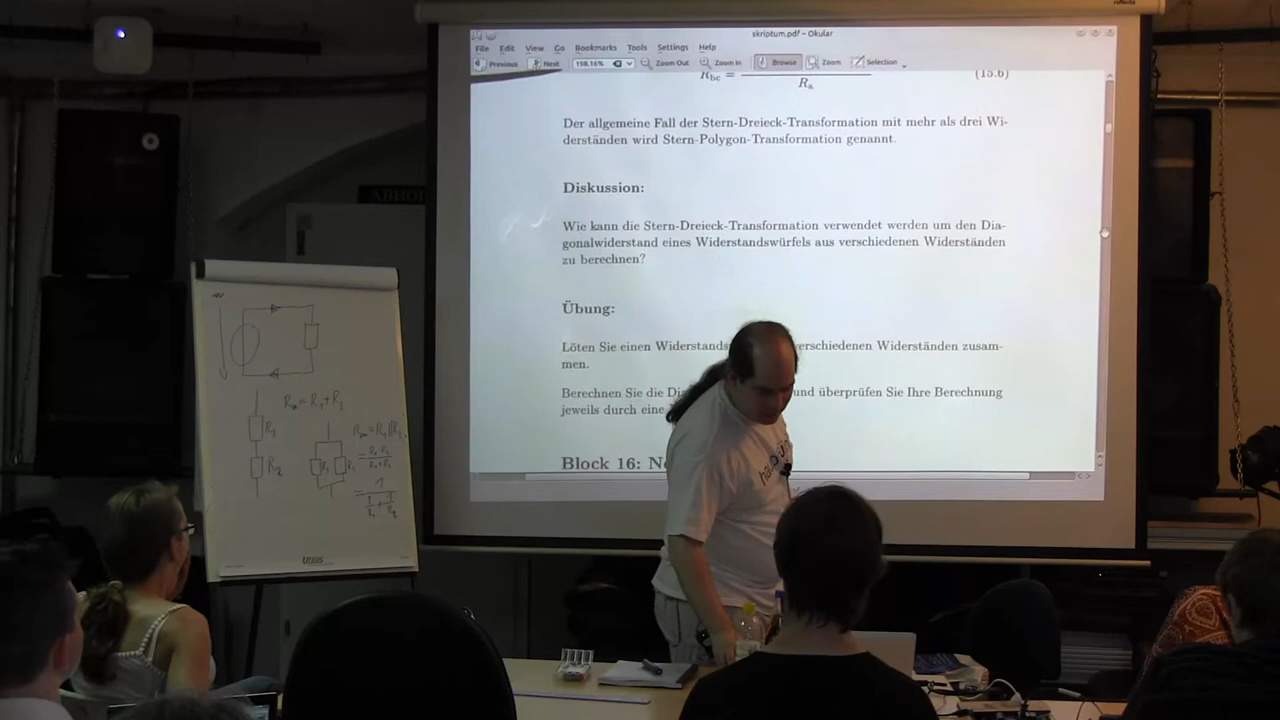 skriptum.pdf – Okular
File Edit View Go Bookmarks Tools Settings Help
Previous Next 158.16% Zoom Out Zoom In Browse Zoom Selection
R_bc = ―― / R_a (15.6)
Der allgemeine Fall der Stern-Dreieck-Transformation mit mehr als drei Wi-
derständen wird Stern-Polygon-Transformation genannt.
Diskussion:
Wie kann die Stern-Dreieck-Transformation verwendet werden um den Dia-
gonalwiderstand eines Widerstandswürfels aus verschiedenen Widerständen
zu berechnen?
Übung:
Löten Sie einen Widerstands verschiedenen Widerständen zusam-
men.
Berechnen Sie die Di und überprüfen Sie Ihre Berechnung
jeweils durch eine
Block 16:
R = R₁ + R₂
R₁
R₂